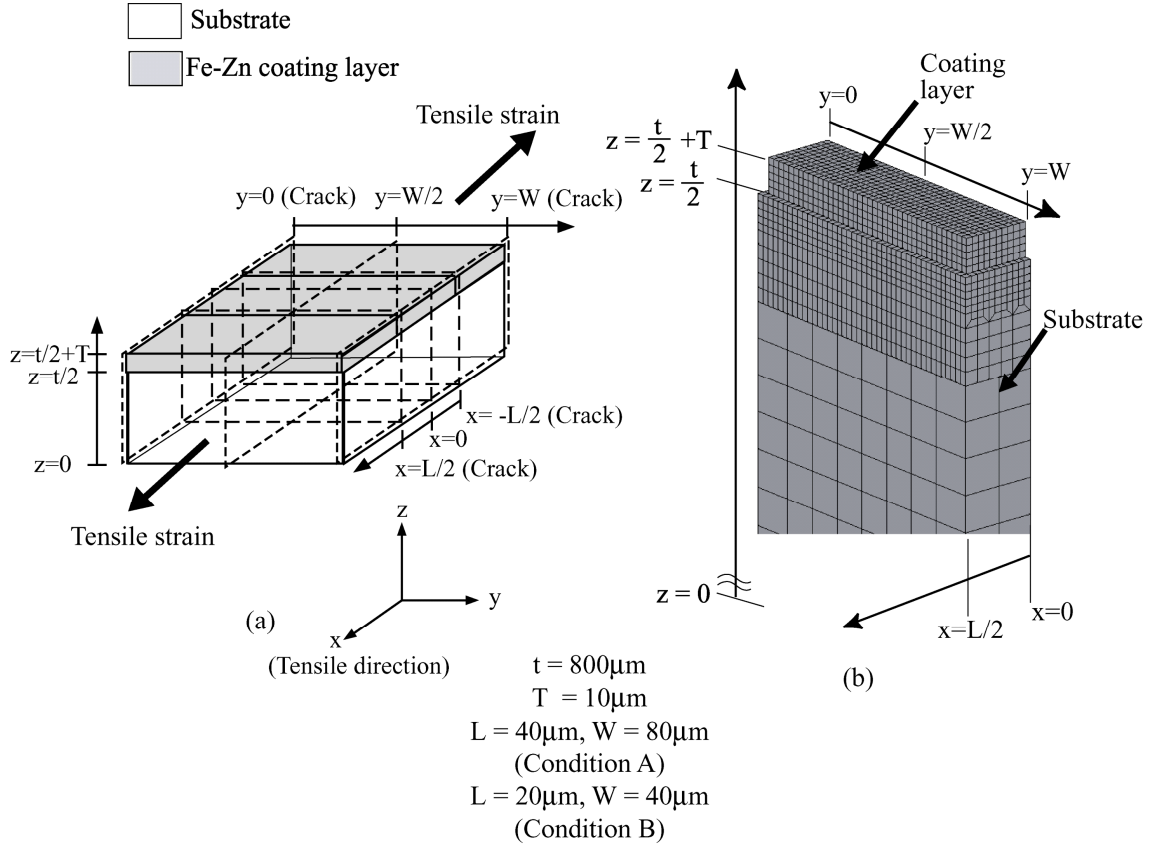 Substrate
Fe-Zn coating layer
Tensile strain
y=0 (Crack) y=W/2 y=W (Crack)
z=t/2+T
z=t/2
z=0
x= -L/2 (Crack)
x=0
x=L/2 (Crack)
Tensile strain
z
y
x
(Tensile direction)
(a)
Coating
layer
y=0
y=W/2
y=W
z = t/2 +T
z = t/2
Substrate
z = 0
x=0
x=L/2
(b)
t = 800μm
T = 10μm
L = 40μm, W = 80μm
(Condition A)
L = 20μm, W = 40μm
(Condition B)